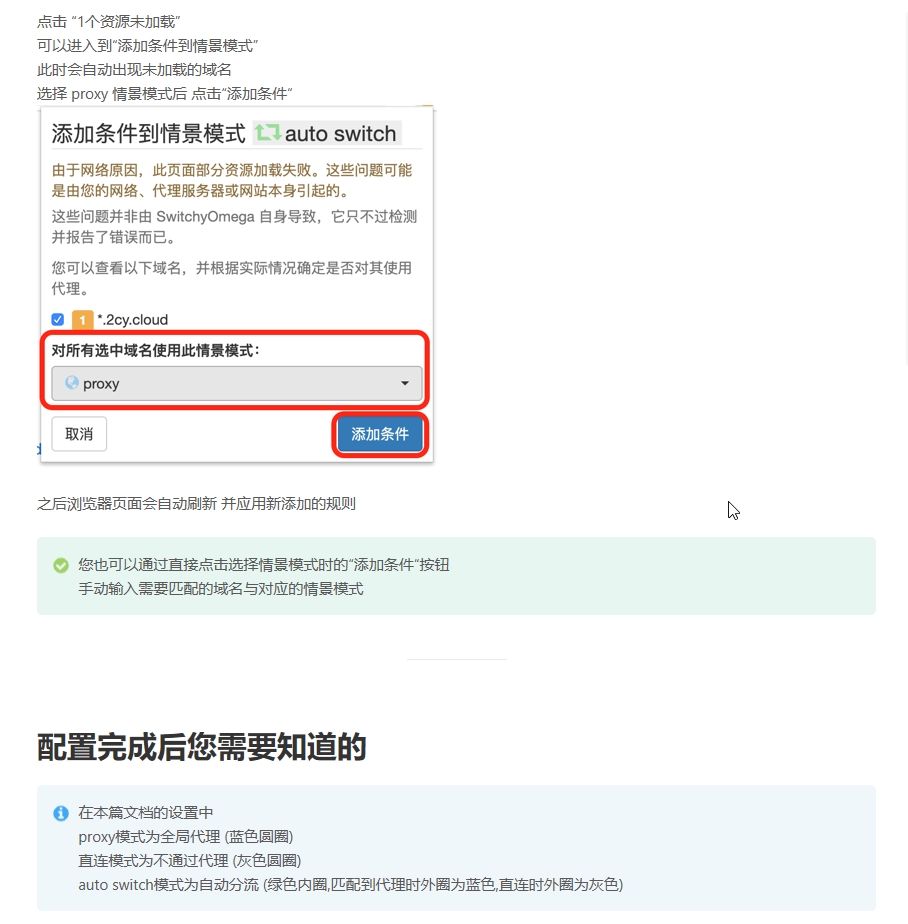 点击 “1个资源未加载”
可以进入到“添加条件到情景模式”
此时会自动出现未加载的域名
选择 proxy 情景模式后 点击“添加条件“
添加条件到情景模式 auto switch
由于网络原因，此页面部分资源加载失败。这些问题可能
是由您的网络、代理服务器或网站本身引起的。
这些问题并非由 SwitchyOmega 自身导致，它只不过检测
并报告了错误而已。
您可以查看以下域名，并根据实际情况确定是否对其使用
代理。
1 *.2cy.cloud
对所有选中域名使用此情景模式：
proxy
取消
添加条件
之后浏览器页面会自动刷新 并应用新添加的规则
您也可以通过直接点击选择情景模式时的“添加条件“按钮
手动输入需要匹配的域名与对应的情景模式
配置完成后您需要知道的
在本篇文档的设置中
proxy模式为全局代理 (蓝色圆圈)
直连模式为不通过代理 (灰色圆圈)
auto switch模式为自动分流 (绿色内圈,匹配到代理时外圈为蓝色,直连时外圈为灰色)